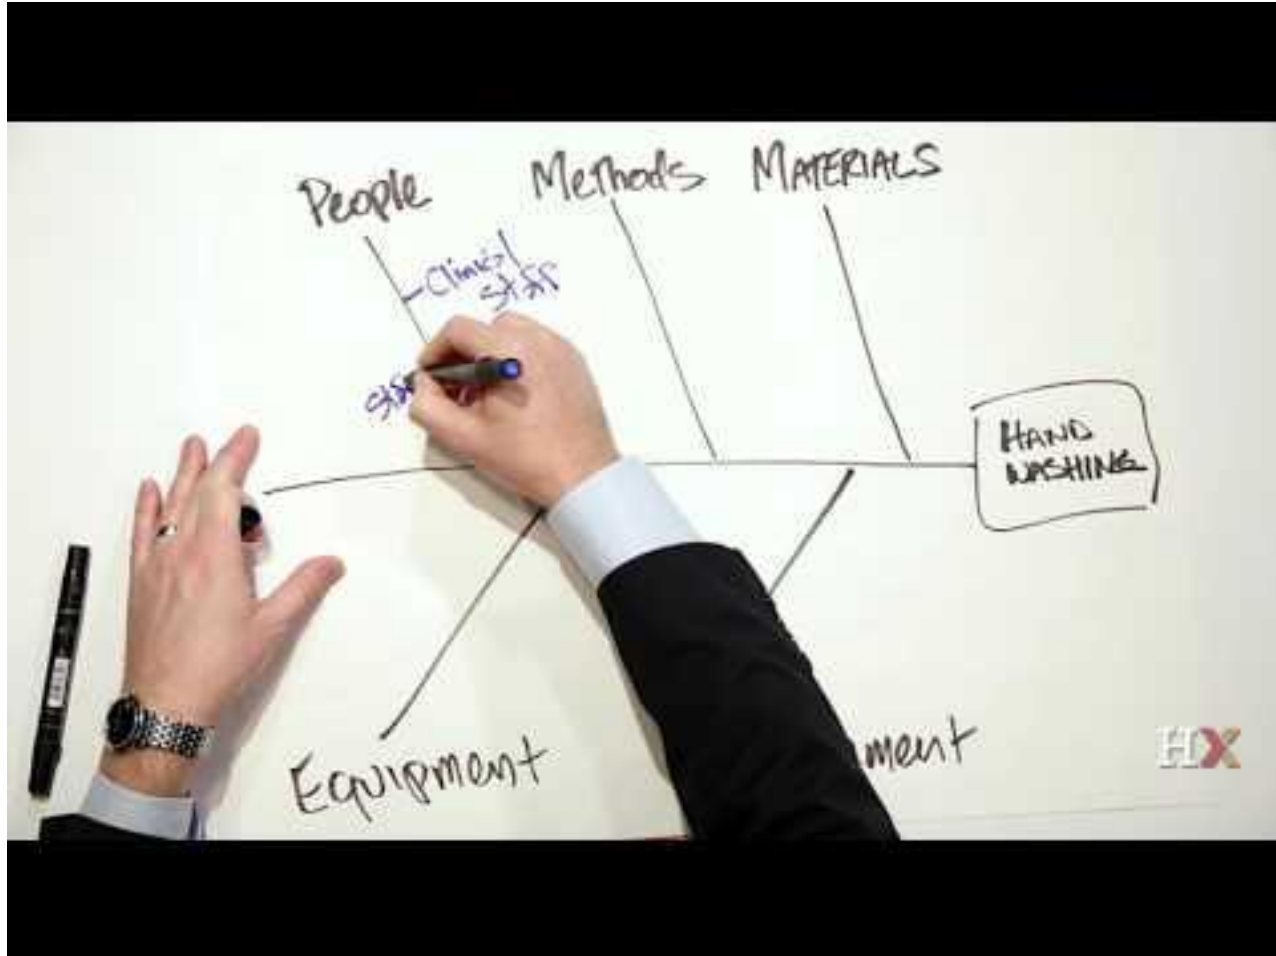 People
Methods
MATERIALS
Clinical
Staff
HAND
WASHING
Equipment
ment
HX